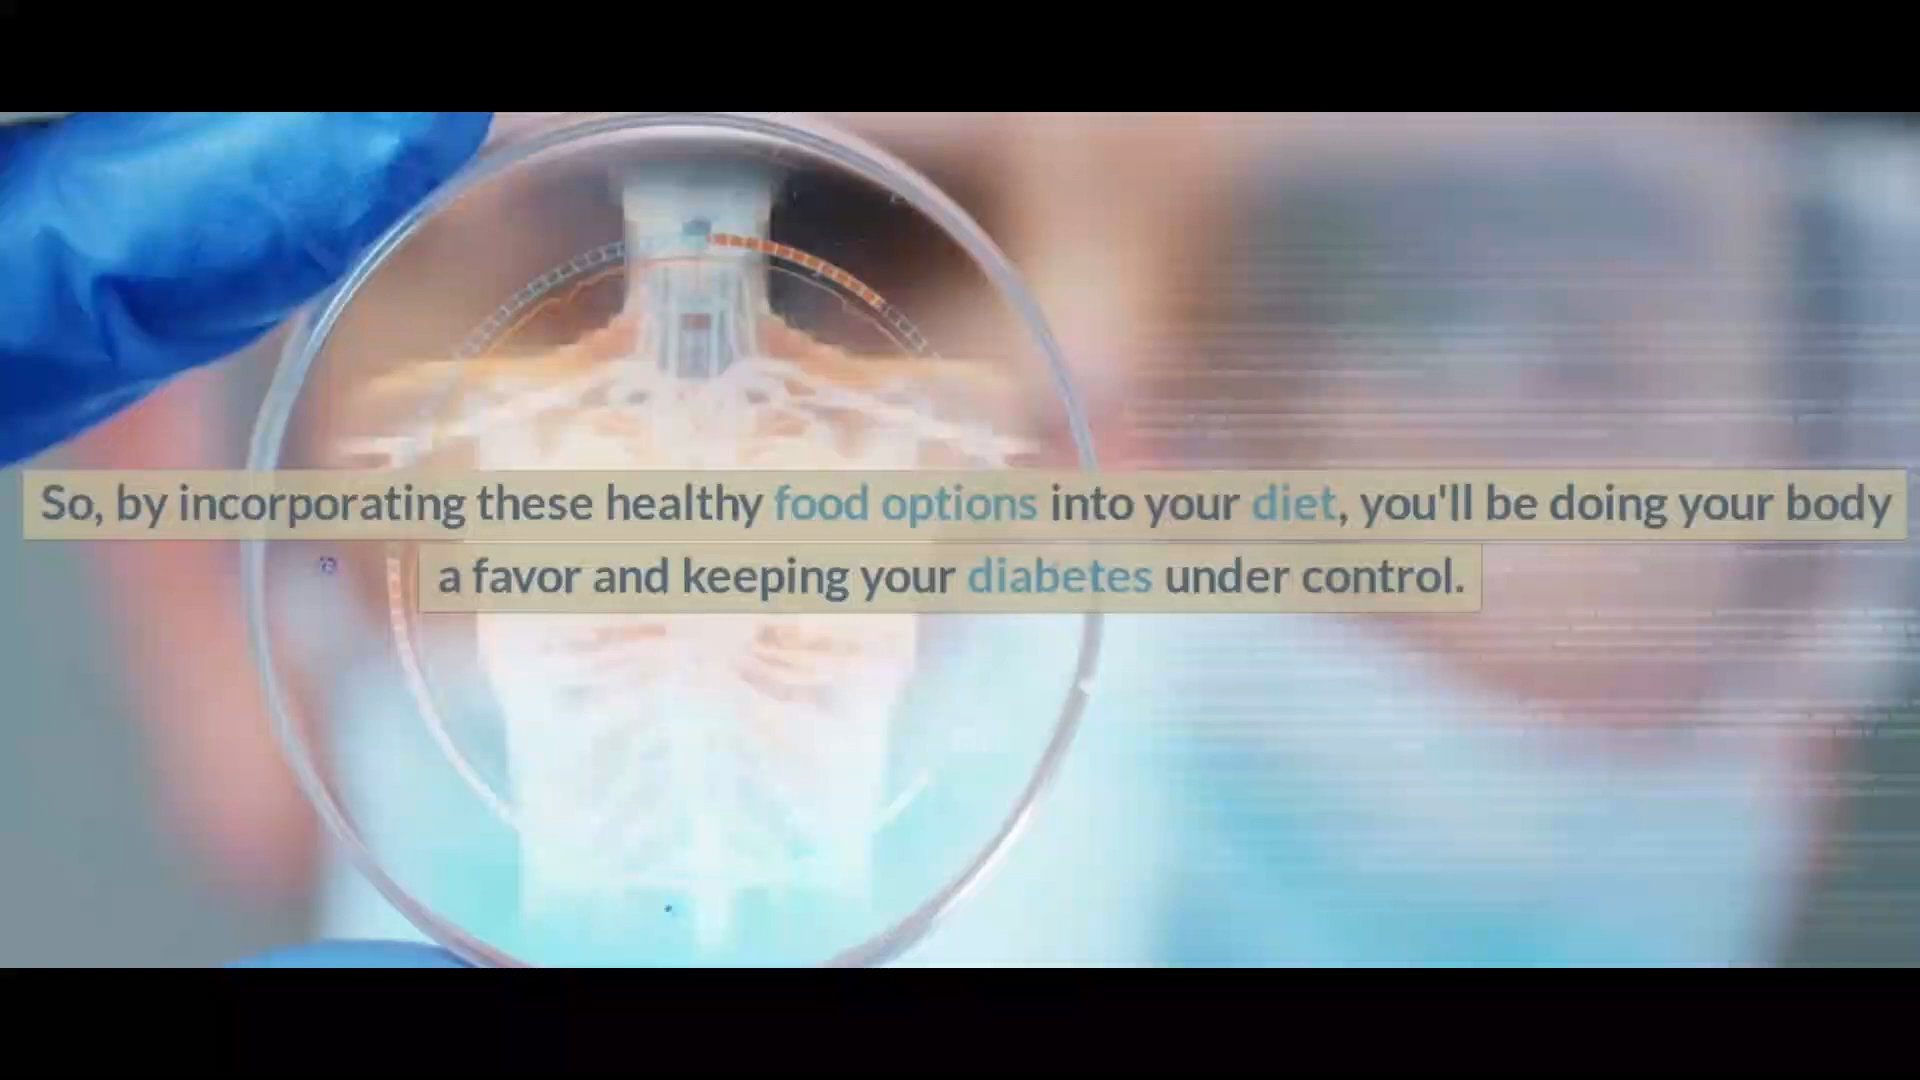 So, by incorporating these healthy food options into your diet, you'll be doing your body
a favor and keeping your diabetes under control.